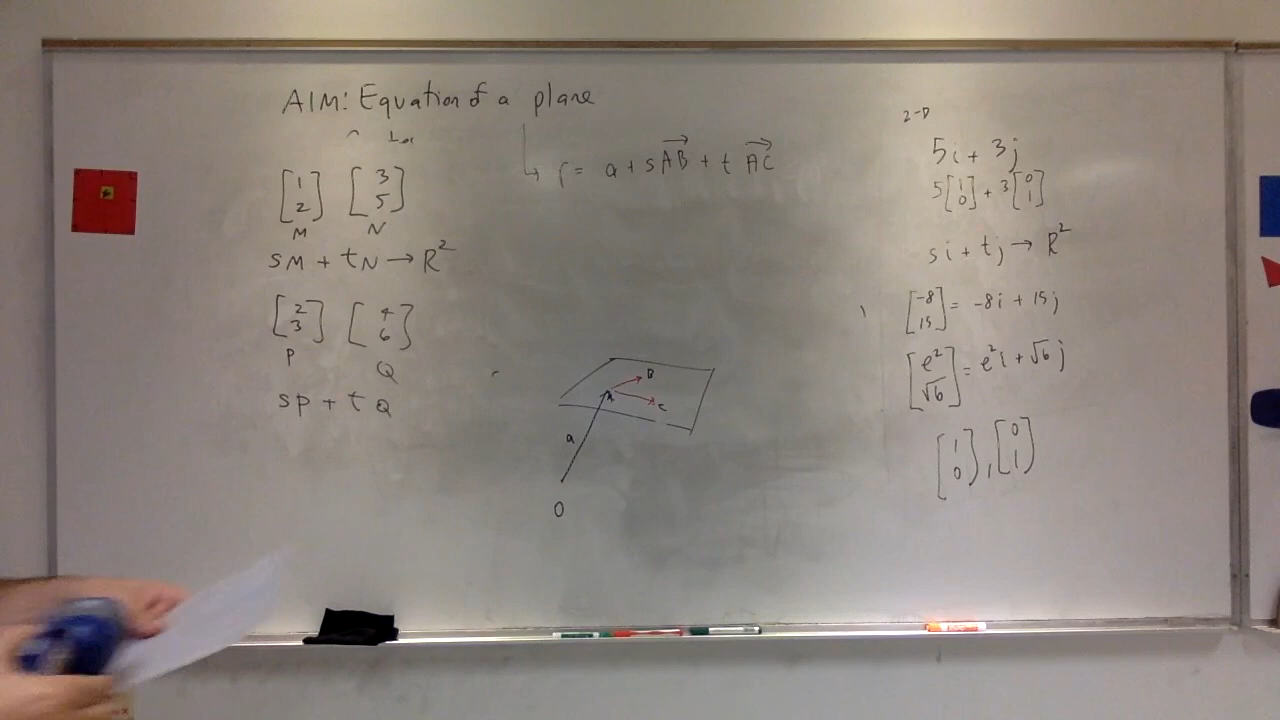 AIM: Equation of a plane
[1 2] [3 5]
M N
sM + tN → R²
[2 3] [4 6]
P Q
sP + tQ
↳ r = a + sAB→ + tAC→
A B C
a
O
2-D
5i + 3j
5[1 0] + 3[0 1]
si + tj → R²
[-8 15] = -8i + 15j
[e² √6] = e²i + √6j
[1 0], [0 1]